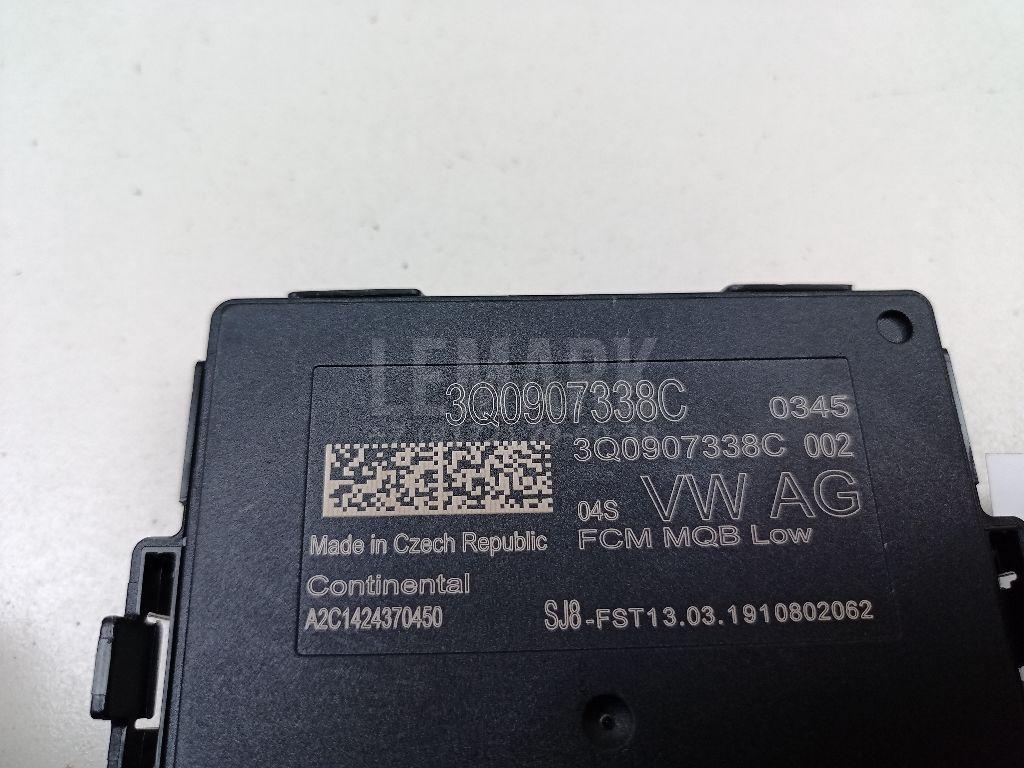 LEMARK
3Q0907338C 0345
3Q0907338C 002
04S VW AG
Made in Czech Republic FCM MQB Low
Continental
A2C1424370450 SJ8-FST13.03.1910802062